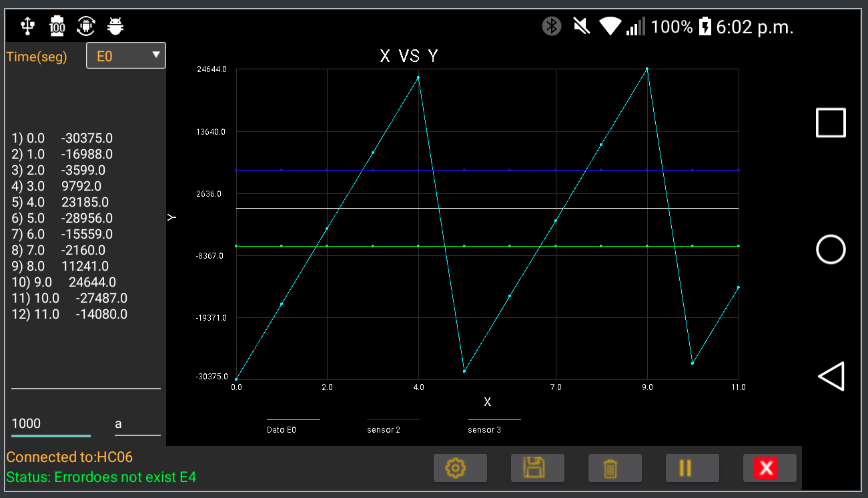 100
100% 6:02 p.m.
Time(seg) E0
X VS Y
1) 0.0 -30375.0
2) 1.0 -16988.0
3) 2.0 -3599.0
4) 3.0 9792.0
5) 4.0 23185.0
6) 5.0 -28956.0
7) 6.0 -15559.0
8) 7.0 -2160.0
9) 8.0 11241.0
10) 9.0 24644.0
11) 10.0 -27487.0
12) 11.0 -14080.0
1000 a
24644.0
13640.0
2636.0
Y
-8367.0
-19371.0
-30375.0
0.0 2.0 4.0 7.0 9.0 11.0
X
Data E0 sensor 2 sensor 3
Connected to:HC06
Status: Errordoes not exist E4
X